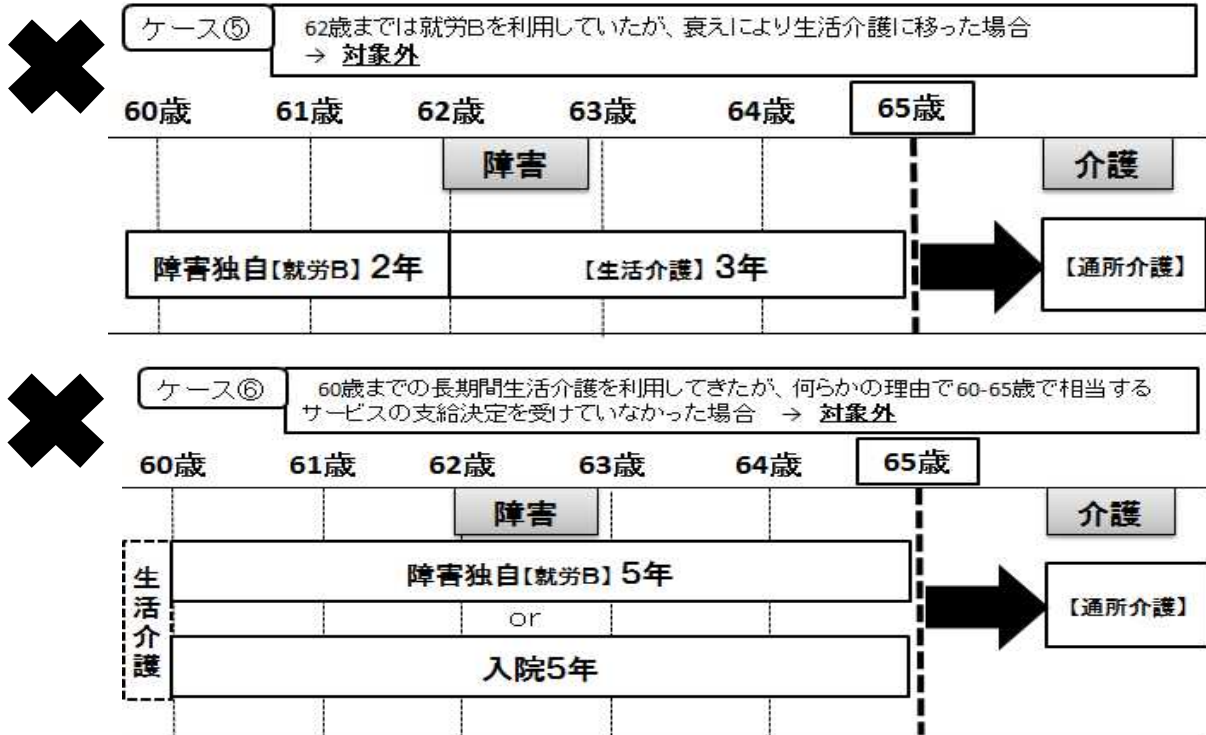 ケース⑤
62歳までは就労Bを利用していたが、衰えにより生活介護に移った場合
→ 対象外
60歳 61歳 62歳 63歳 64歳 65歳
障害 介護
障害独自【就労B】2年 【生活介護】3年 【通所介護】
ケース⑥
60歳までの長期間生活介護を利用してきたが、何らかの理由で60-65歳で相当する
サービスの支給決定を受けていなかった場合 → 対象外
60歳 61歳 62歳 63歳 64歳 65歳
障害 介護
生活介護
障害独自【就労B】5年
or
入院5年
【通所介護】